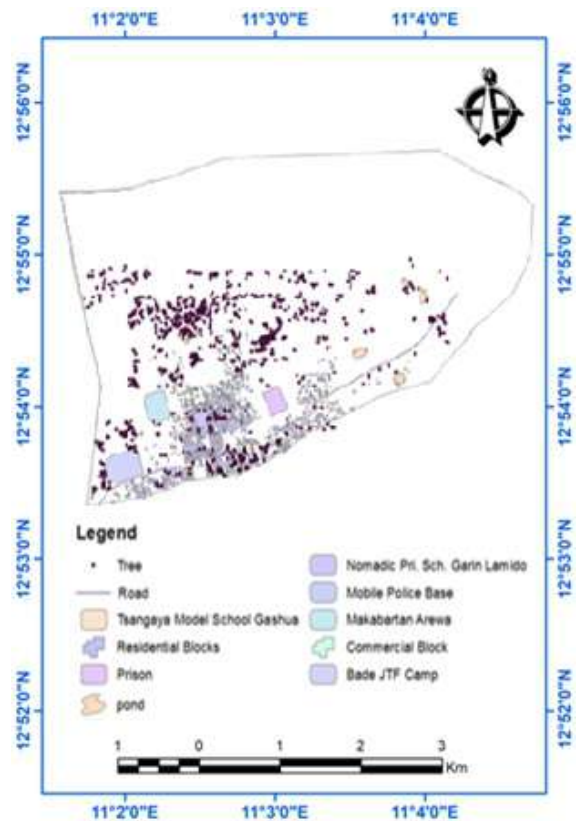 11°2'0"E 11°3'0"E 11°4'0"E
12°56'0"N 12°56'0"N
12°55'0"N 12°55'0"N
12°54'0"N 12°54'0"N
12°53'0"N 12°53'0"N
12°52'0"N 12°52'0"N
Legend
Tree
Road
Tsangaya Model School Gashua
Residential Blocks
Prison
pond
Nomadic Pri. Sch. Garin Lamido
Mobile Police Base
Makabartan Arewa
Commercial Block
Bade JTF Camp
1 0 1 2 3
Km
11°2'0"E 11°3'0"E 11°4'0"E